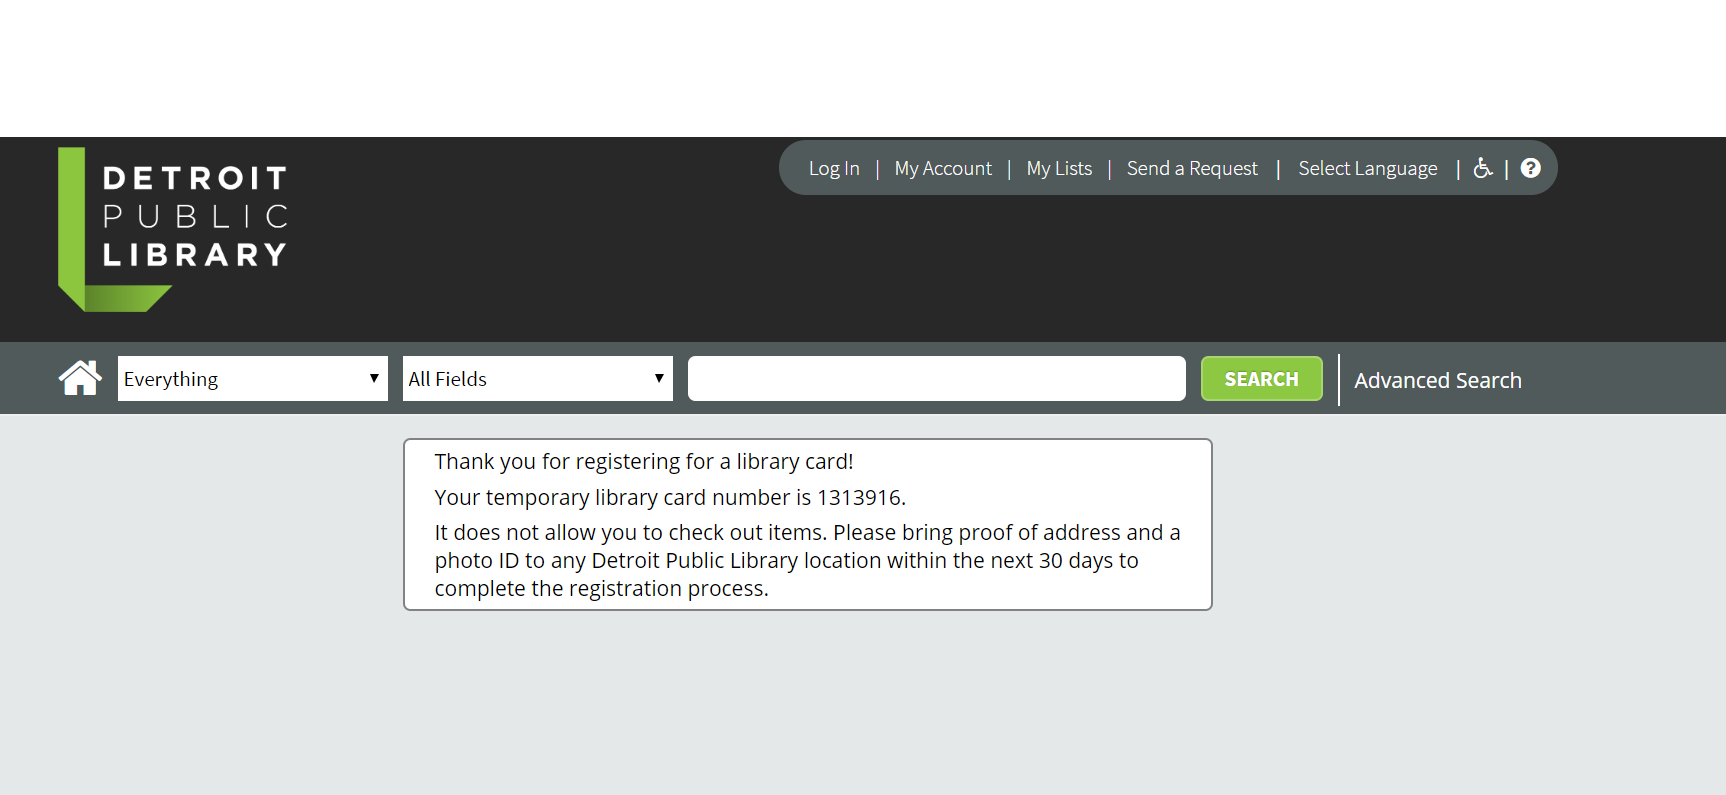 DETROIT
PUBLIC
LIBRARY
Log In | My Account | My Lists | Send a Request | Select Language | | ?
Everything All Fields SEARCH Advanced Search
Thank you for registering for a library card!
Your temporary library card number is 1313916.
It does not allow you to check out items. Please bring proof of address and a
photo ID to any Detroit Public Library location within the next 30 days to
complete the registration process.